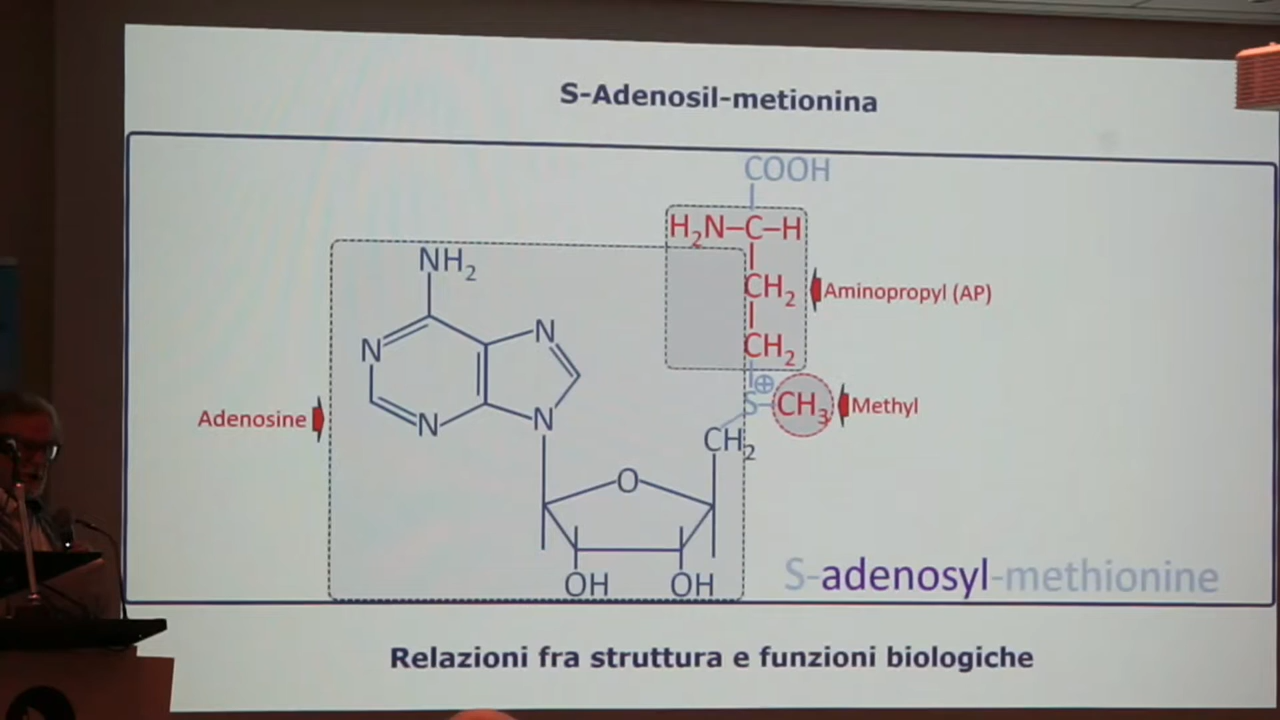 S-Adenosil-metionina
COOH
H₂N–C–H
CH₂
Aminopropyl (AP)
CH₂
⊕
S–CH₃
Methyl
NH₂
N
N
N
N
Adenosine
CH₂
O
OH
OH
S-adenosyl-methionine
Relazioni fra struttura e funzioni biologiche